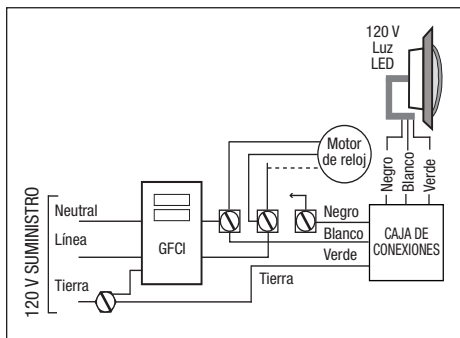 120 V
Luz
LED
Motor
de reloj
Negro
Blanco
Verde
120 V SUMINISTRO
Neutral
Línea
Tierra
GFCI
Negro
Blanco
Verde
Tierra
CAJA DE
CONEXIONES